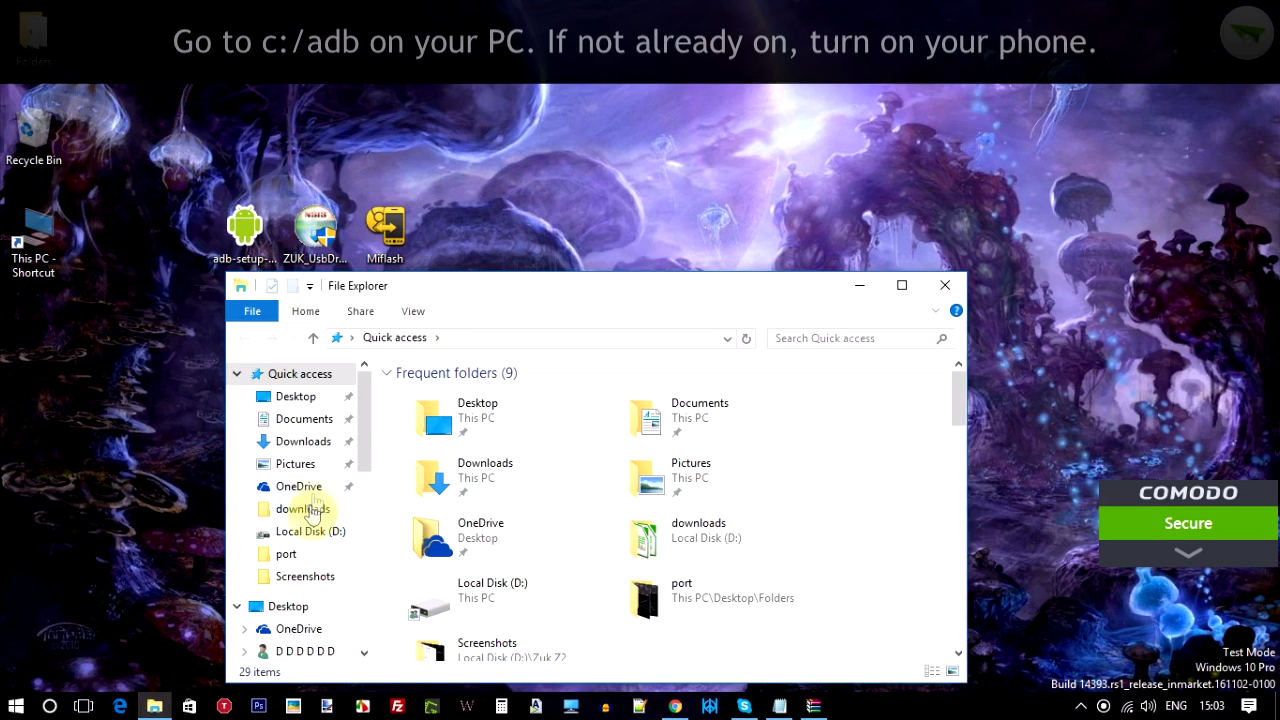 Go to c:/adb on your PC. If not already on, turn on your phone.
Folders
Recycle Bin
This PC - Shortcut
adb-setup-...
ZUK_UsbDr...
Miflash
File Explorer
File
Home
Share
View
Quick access
Search Quick access
Quick access
Desktop
Documents
Downloads
Pictures
OneDrive
downloads
Local Disk (D:)
port
Screenshots
Desktop
OneDrive
D D D D D D
Frequent folders (9)
Desktop
This PC
Documents
This PC
Downloads
This PC
Pictures
This PC
OneDrive
Desktop
downloads
Local Disk (D:)
Local Disk (D:)
This PC
port
This PC\Desktop\Folders
Screenshots
Local Disk (D:)\Zuk Z2
29 items
COMODO
Secure
Test Mode
Windows 10 Pro
Build 14393.rs1_release_inmarket.161102-0100
ENG
15:03